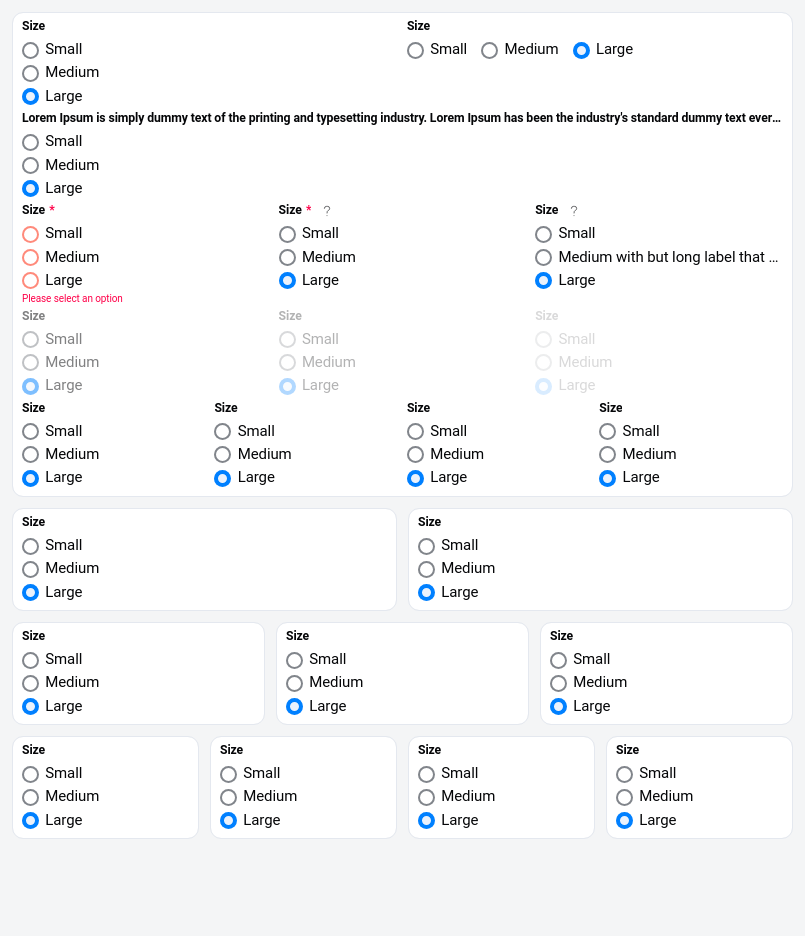 Size Size
Small Small Medium Large
Medium
Large
Lorem Ipsum is simply dummy text of the printing and typesetting industry. Lorem Ipsum has been the industry's standard dummy text ever...
Small
Medium
Large
Size * Size * ? Size ?
Small Small Small
Medium Medium Medium with but long label that ...
Large Large Large
Please select an option
Size Size Size
Small Small Small
Medium Medium Medium
Large Large Large
Size Size Size Size
Small Small Small Small
Medium Medium Medium Medium
Large Large Large Large
Size Size
Small Small
Medium Medium
Large Large
Size Size Size
Small Small Small
Medium Medium Medium
Large Large Large
Size Size Size Size
Small Small Small Small
Medium Medium Medium Medium
Large Large Large Large